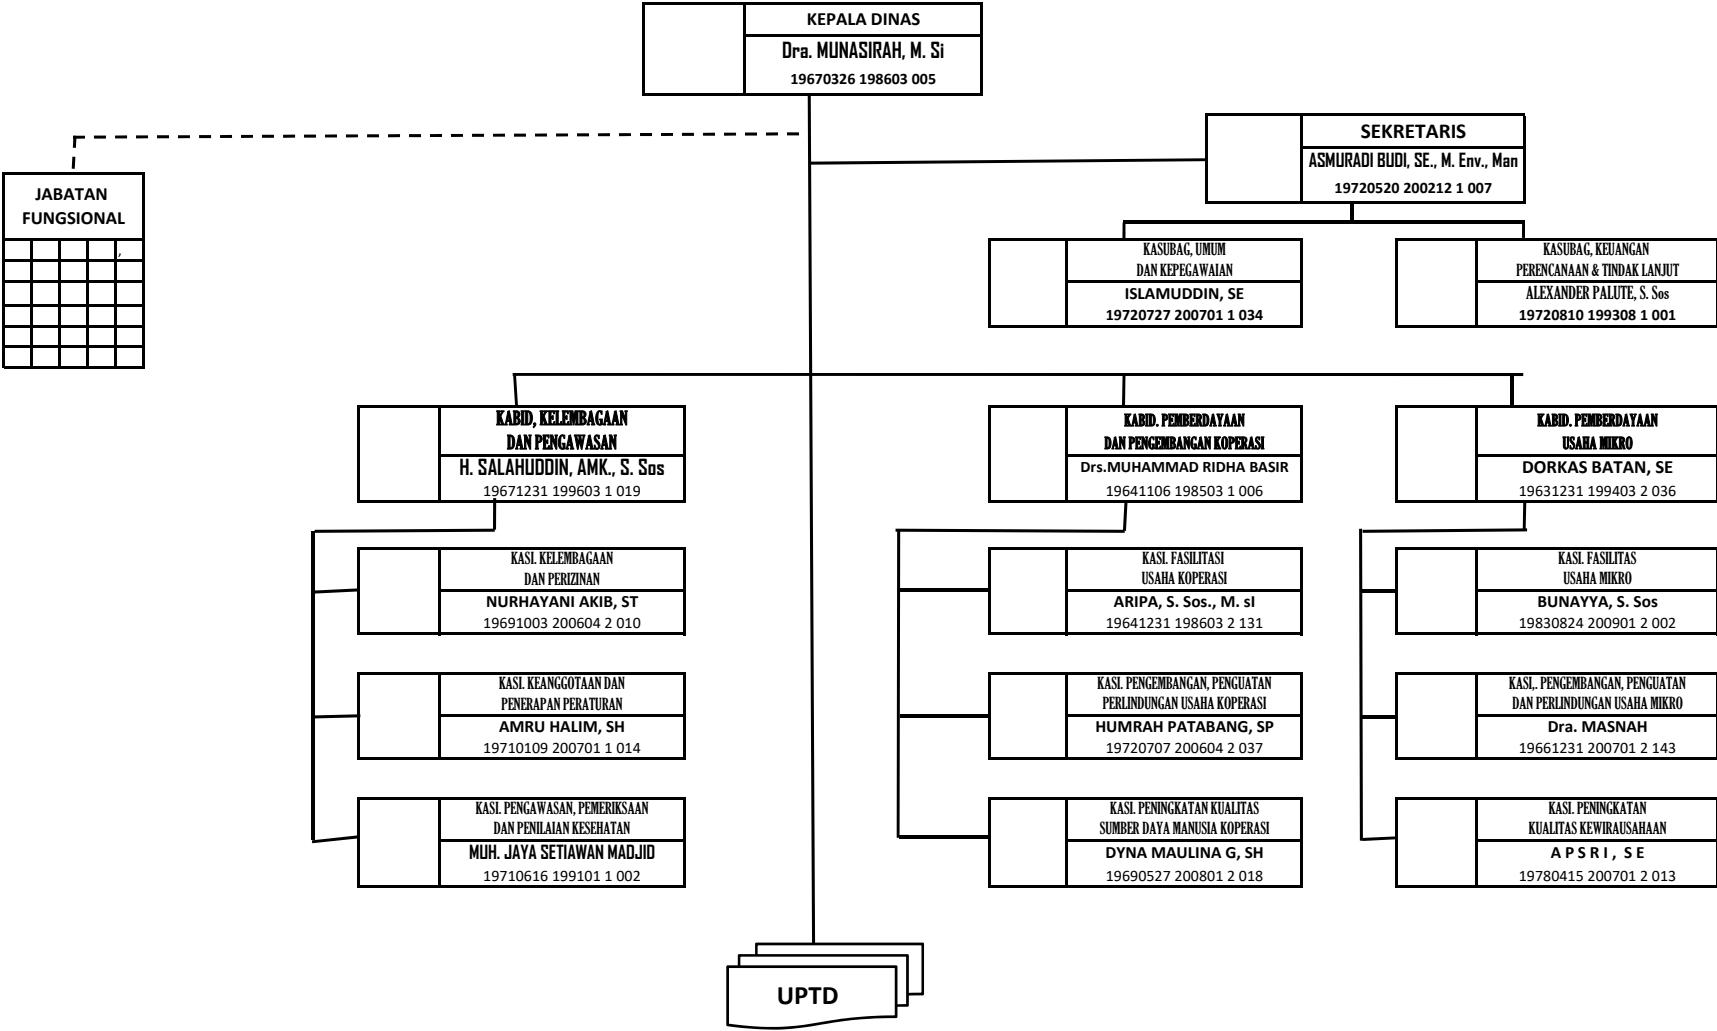 KEPALA DINAS
Dra. MUNASIRAH, M. Si
19670326 198603 005
SEKRETARIS
ASMURADI BUDI, SE., M. Env., Man
19720520 200212 1 007
JABATAN
FUNGSIONAL
,
KASUBAG, UMUM
DAN KEPEGAWAIAN
ISLAMUDDIN, SE
19720727 200701 1 034
KASUBAG, KEUANGAN
PERENCANAAN & TINDAK LANJUT
ALEXANDER PALUTE, S. Sos
19720810 199308 1 001
KABID, KELEMBAGAAN
DAN PENGAWASAN
H. SALAHUDDIN, AMK., S. Sos
19671231 199603 1 019
KABID. PEMBERDAYAAN
DAN PENGEMBANGAN KOPERASI
Drs.MUHAMMAD RIDHA BASIR
19641106 198503 1 006
KABID. PEMBERDAYAAN
USAHA MIKRO
DORKAS BATAN, SE
19631231 199403 2 036
KASI. KELEMBAGAAN
DAN PERIZINAN
NURHAYANI AKIB, ST
19691003 200604 2 010
KASI. FASILITASI
USAHA KOPERASI
ARIPA, S. Sos., M. sI
19641231 198603 2 131
KASI. FASILITAS
USAHA MIKRO
BUNAYYA, S. Sos
19830824 200901 2 002
KASI. KEANGGOTAAN DAN
PENERAPAN PERATURAN
AMRU HALIM, SH
19710109 200701 1 014
KASI. PENGEMBANGAN, PENGUATAN
PERLINDUNGAN USAHA KOPERASI
HUMRAH PATABANG, SP
19720707 200604 2 037
KASI,. PENGEMBANGAN, PENGUATAN
DAN PERLINDUNGAN USAHA MIKRO
Dra. MASNAH
19661231 200701 2 143
KASI. PENGAWASAN, PEMERIKSAAN
DAN PENILAIAN KESEHATAN
MUH. JAYA SETIAWAN MADJID
19710616 199101 1 002
KASI. PENINGKATAN KUALITAS
SUMBER DAYA MANUSIA KOPERASI
DYNA MAULINA G, SH
19690527 200801 2 018
KASI. PENINGKATAN
KUALITAS KEWIRAUSAHAAN
A P S R I , S E
19780415 200701 2 013
UPTD